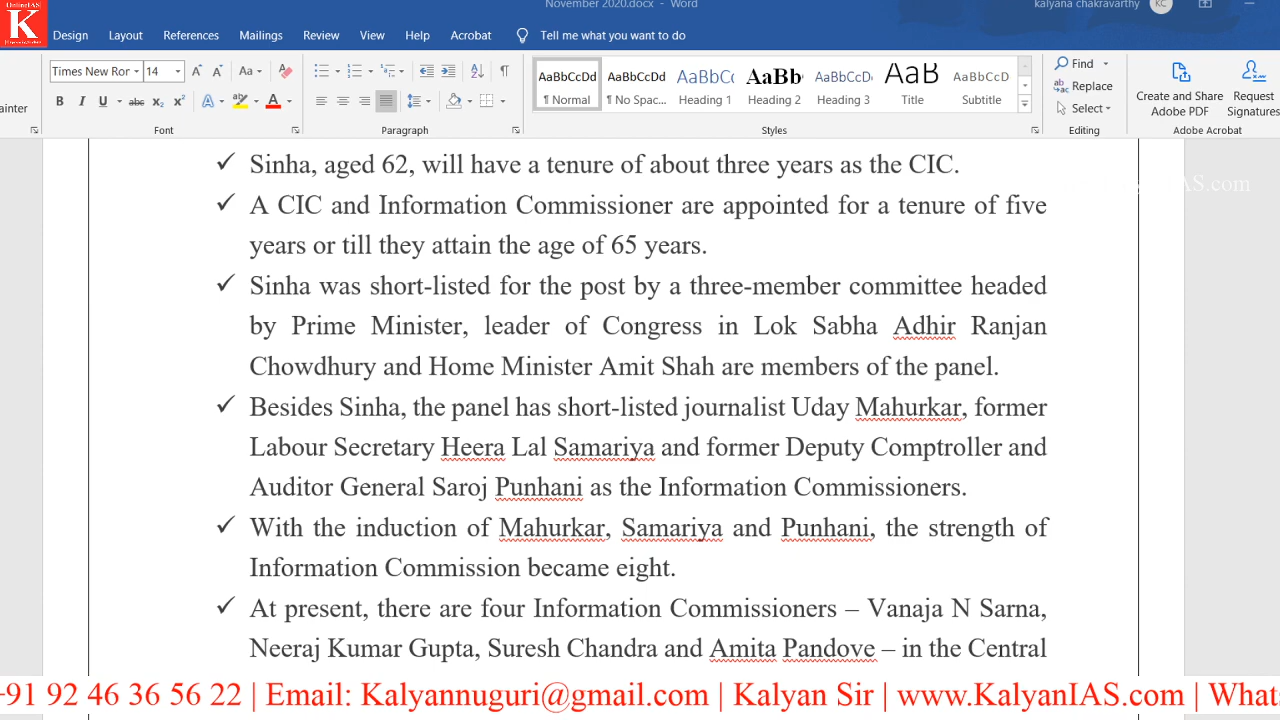 OnlineIAS
K
November 2020.docx - Word
kalyana chakravarthy
KC
Design Layout References Mailings Review View Help Acrobat Tell me what you want to do
Times New Ror 14 Aa
Find
ainter
B I U abc x₂ x² A A
AaBbCcDd AaBbCcDd AaBbC AaBb AaBbCcD AaB AaBbCcD
Replace
Create and Share Request
¶ Normal ¶ No Spac... Heading 1 Heading 2 Heading 3 Title Subtitle
Select
Adobe PDF Signatures
Font Paragraph Styles Editing Adobe Acrobat
✓ Sinha, aged 62, will have a tenure of about three years as the CIC.
IAS.com
✓ A CIC and Information Commissioner are appointed for a tenure of five
years or till they attain the age of 65 years.
✓ Sinha was short-listed for the post by a three-member committee headed
by Prime Minister, leader of Congress in Lok Sabha Adhir Ranjan
Chowdhury and Home Minister Amit Shah are members of the panel.
✓ Besides Sinha, the panel has short-listed journalist Uday Mahurkar, former
Labour Secretary Heera Lal Samariya and former Deputy Comptroller and
Auditor General Saroj Punhani as the Information Commissioners.
✓ With the induction of Mahurkar, Samariya and Punhani, the strength of
Information Commission became eight.
✓ At present, there are four Information Commissioners – Vanaja N Sarna,
Neeraj Kumar Gupta, Suresh Chandra and Amita Pandove – in the Central
+91 92 46 36 56 22 | Email: Kalyannuguri@gmail.com | Kalyan Sir | www.KalyanIAS.com | What